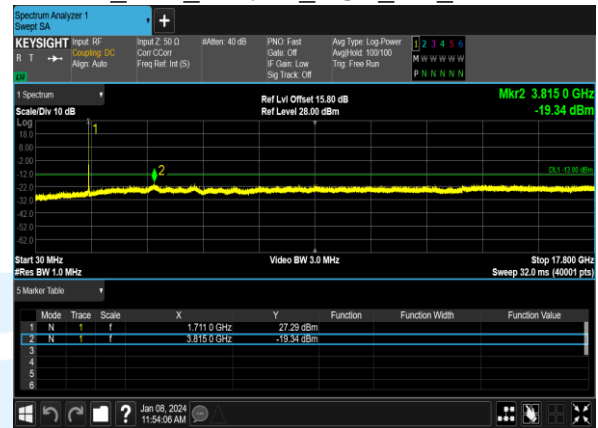 Spectrum Analyzer 1
Swept SA
KEYSIGHT Input: RF Input Z: 50 Ω #Atten: 40 dB PNO: Fast Avg Type: Log-Power 1 2 3 4 5 6
R T Coupling: DC Corr CCorr Gate: Off Avg|Hold: 100/100 M W W W W W
Align: Auto Freq Ref: Int (S) IF Gain: Low Trig: Free Run
Sig Track: Off P N N N N N
1 Spectrum Ref Lvl Offset 15.80 dB Mkr2 3.815 0 GHz
Scale/Div 10 dB Ref Level 28.00 dBm -19.34 dBm
Log
1
18.0
8.00
-2.00
-12.0 2 DL1 -13.00 dBm
-22.0
-32.0
-42.0
-52.0
-62.0
Start 30 MHz Video BW 3.0 MHz Stop 17.800 GHz
#Res BW 1.0 MHz Sweep 32.0 ms (40001 pts)
5 Marker Table
Mode Trace Scale X Y Function Function Width Function Value
1 N 1 f 1.711 0 GHz 27.29 dBm
2 N 1 f 3.815 0 GHz -19.34 dBm
3
4
5
6
? Jan 08, 2024
11:54:06 AM